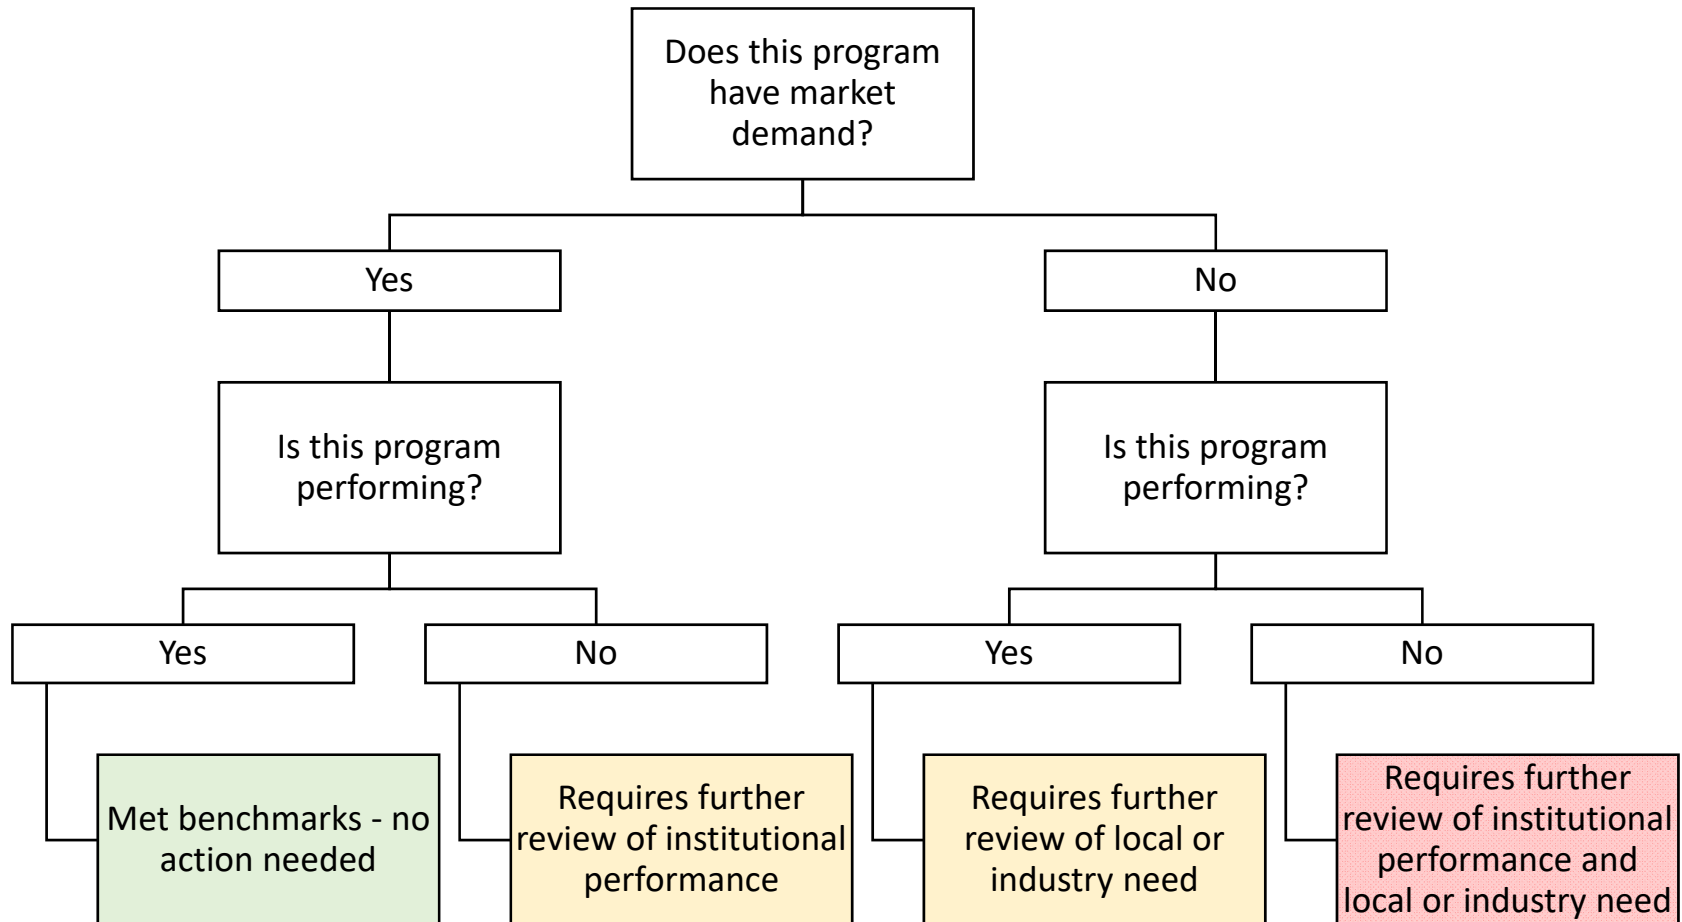 Does this program
have market
demand?
Yes
No
Is this program
performing?
Is this program
performing?
Yes
No
Yes
No
Met benchmarks - no
action needed
Requires further
review of institutional
performance
Requires further
review of local or
industry need
Requires further
review of institutional
performance and
local or industry need